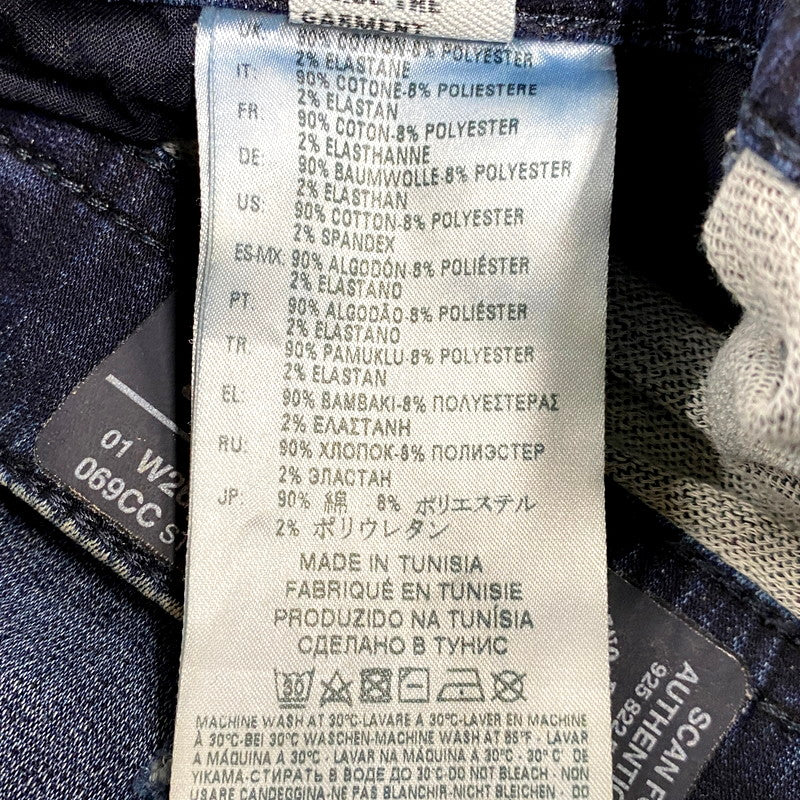 GARMENT
UK: 90% COTTON-8% POLYESTER
2% ELASTANE
IT: 90% COTONE-8% POLIESTERE
2% ELASTAN
FR: 90% COTON-8% POLYESTER
2% ELASTHANNE
DE: 90% BAUMWOLLE-8% POLYESTER
2% ELASTHAN
US: 90% COTTON-8% POLYESTER
2% SPANDEX
ES-MX: 90% ALGODÓN-8% POLIÉSTER
2% ELASTANO
PT: 90% ALGODÃO-8% POLIÉSTER
2% ELASTANO
TR: 90% PAMUKLU-8% POLYESTER
2% ELASTAN
EL: 90% ΒΑΜΒΑΚΙ-8% ΠΟΛΥΕΣΤΕΡΑΣ
2% ΕΛΑΣΤΑΝΗ
RU: 90% ХЛОПОК-8% ПОЛИЭСТЕР
2% ЭЛАСТАН
JP: 90% 綿 8% ポリエステル
2% ポリウレタン
MADE IN TUNISIA
FABRIQUÉ EN TUNISIE
PRODUZIDO NA TUNÍSIA
СДЕЛАНО В ТУНИС
30
MACHINE WASH AT 30°C-LAVARE A 30°C-LAVER EN MACHINE
À 30°C-BEI 30°C WASCHEN-MACHINE WASH AT 85°F - LAVAR
A MÁQUINA A 30°C- LAVAR NA MÁQUINA A 30°C- 30° C' DE
YIKAMA-СТИРАТЬ В ВОДЕ ДО 30°C-DO NOT BLEACH - NON
USARE CANDEGGINA-NE PAS BLANCHIR-NICHT BLEICHEN - DO
01 W26
069CC
SCAN
AUTHENTI
925 822